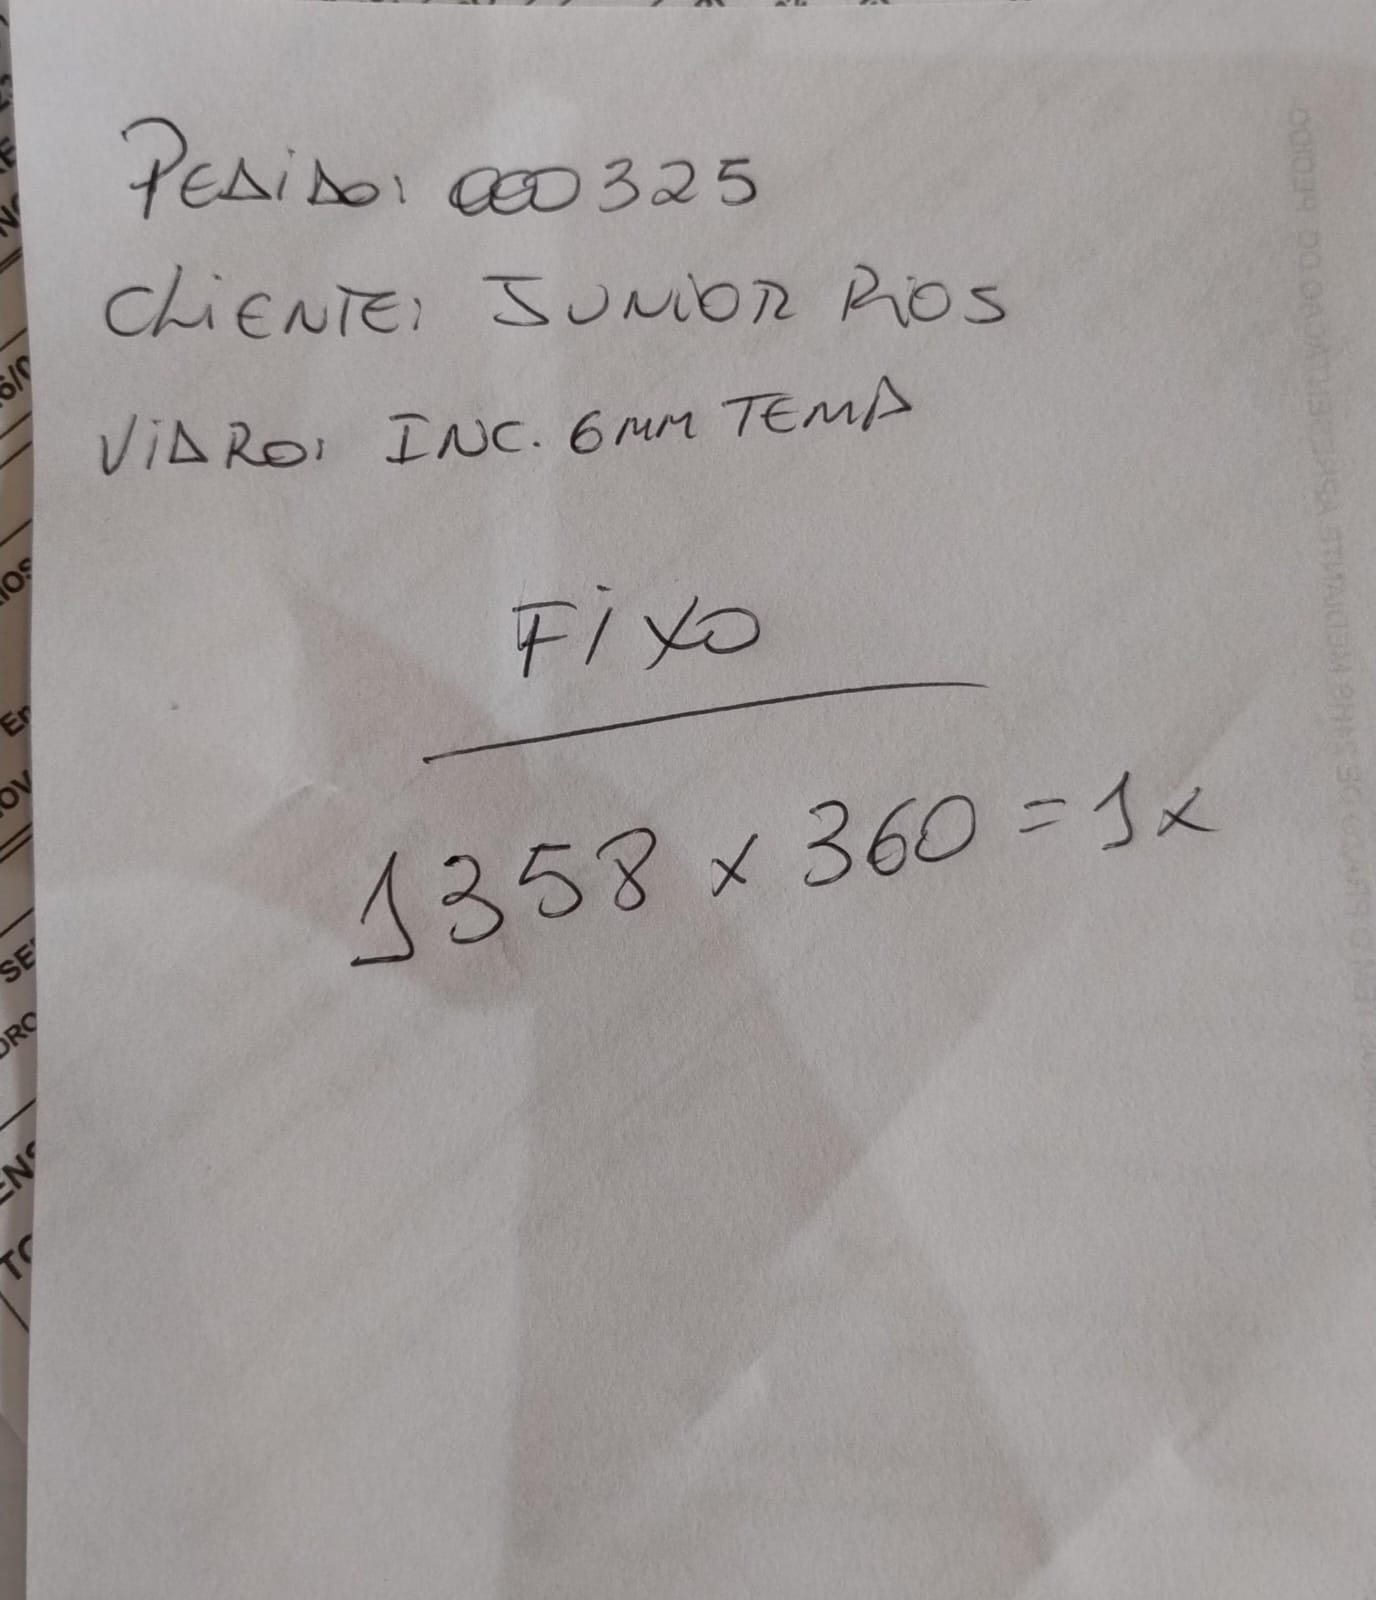 PEDIDO: 000325
CLIENTE: JUNIOR RIOS
VIDRO: INC. 6MM TEMP
FIXO
1358 x 360 = 1x